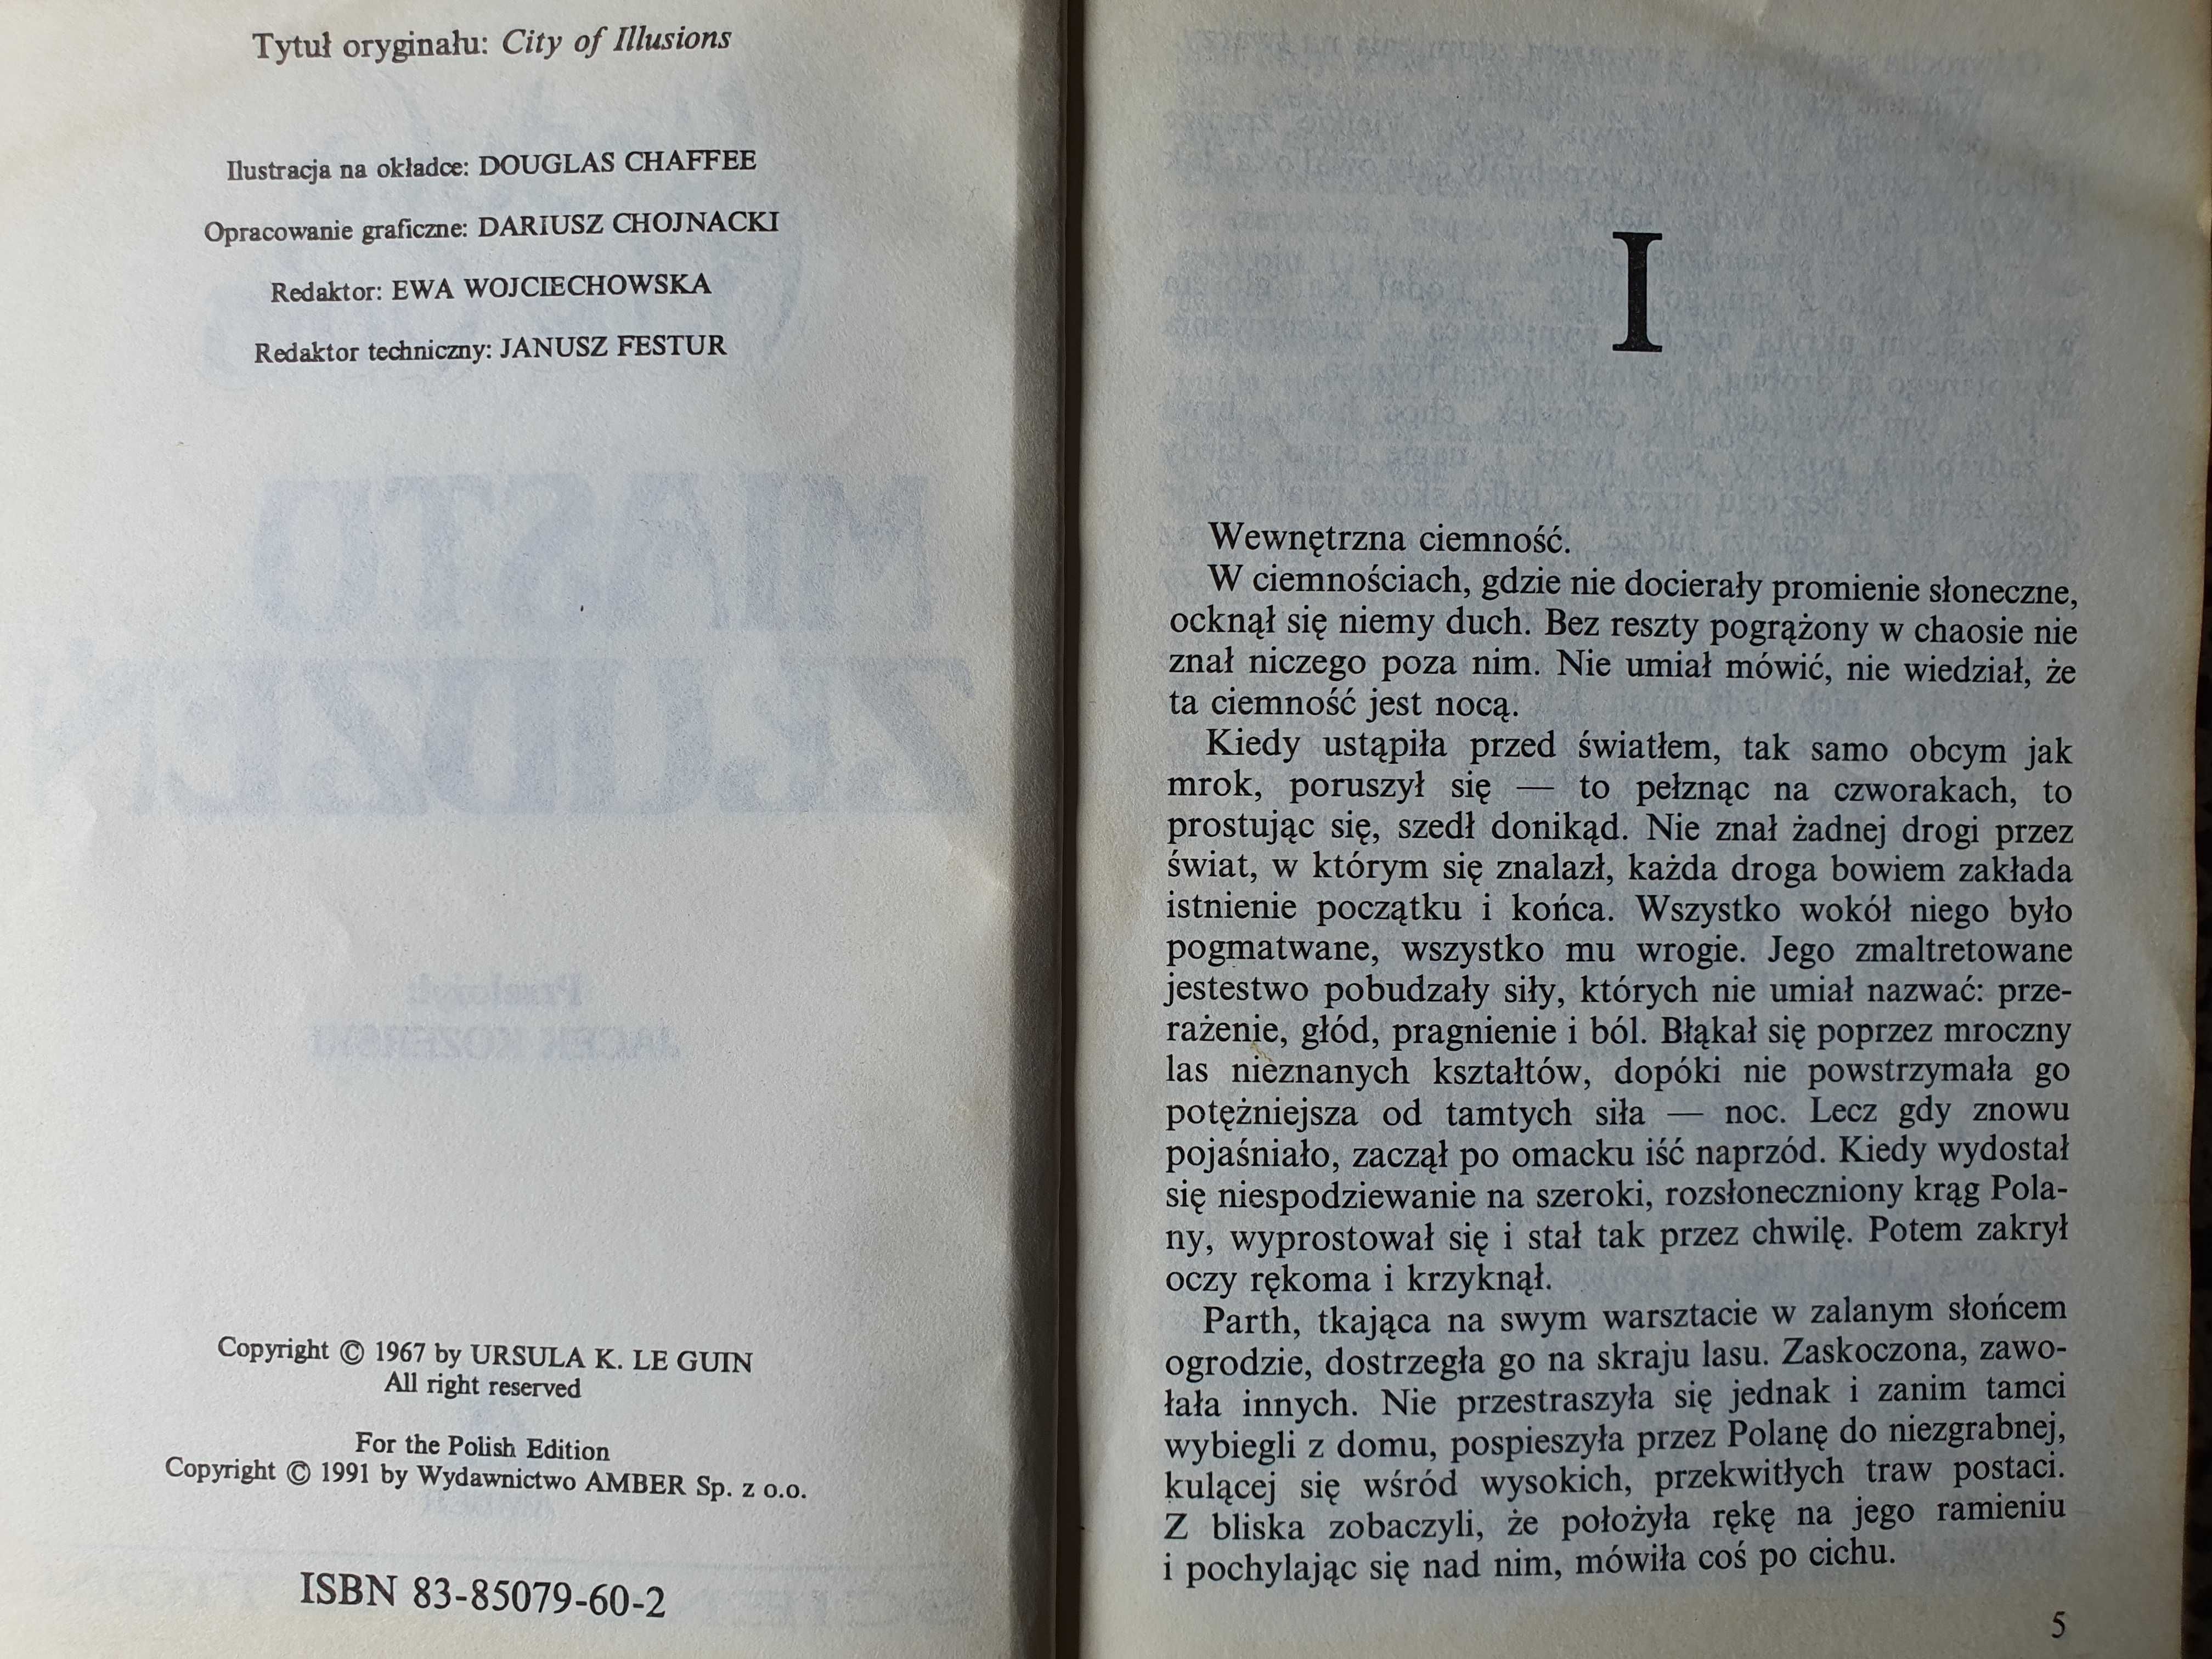 Tytuł oryginału: City of Illusions
Ilustracja na okładce: DOUGLAS CHAFFEE
Opracowanie graficzne: DARIUSZ CHOJNACKI
Redaktor: EWA WOJCIECHOWSKA
Redaktor techniczny: JANUSZ FESTUR
Copyright © 1967 by URSULA K. LE GUIN
All right reserved
For the Polish Edition
Copyright © 1991 by Wydawnictwo AMBER Sp. z o.o.
ISBN 83-85079-60-2
I
Wewnętrzna ciemność.
W ciemnościach, gdzie nie docierały promienie słoneczne,
ocknął się niemy duch. Bez reszty pogrążony w chaosie nie
znał niczego poza nim. Nie umiał mówić, nie wiedział, że
ta ciemność jest nocą.
Kiedy ustąpiła przed światłem, tak samo obcym jak
mrok, poruszył się — to pełznąc na czworakach, to
prostując się, szedł donikąd. Nie znał żadnej drogi przez
świat, w którym się znalazł, każda droga bowiem zakłada
istnienie początku i końca. Wszystko wokół niego było
pogmatwane, wszystko mu wrogie. Jego zmaltretowane
jestestwo pobudzały siły, których nie umiał nazwać: prze-
rażenie, głód, pragnienie i ból. Błąkał się poprzez mroczny
las nieznanych kształtów, dopóki nie powstrzymała go
potężniejsza od tamtych siła — noc. Lecz gdy znowu
pojaśniało, zaczął po omacku iść naprzód. Kiedy wydostał
się niespodziewanie na szeroki, rozsłoneczniony krąg Pola-
ny, wyprostował się i stał tak przez chwilę. Potem zakrył
oczy rękoma i krzyknął.
Parth, tkająca na swym warsztacie w zalanym słońcem
ogrodzie, dostrzegła go na skraju lasu. Zaskoczona, zawo-
łała innych. Nie przestraszyła się jednak i zanim tamci
wybiegli z domu, pospieszyła przez Polanę do niezgrabnej,
kulącej się wśród wysokich, przekwitłych traw postaci.
Z bliska zobaczyli, że położyła rękę na jego ramieniu
i pochylając się nad nim, mówiła coś po cichu.
5